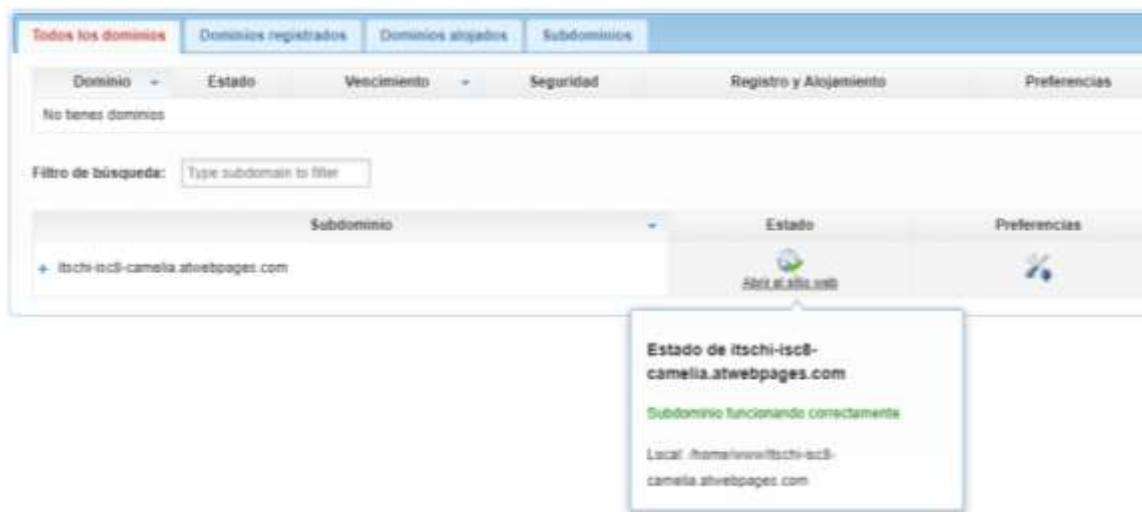 Todos los dominios Dominios registrados Dominios alojados Subdominios
Dominio Estado Vencimiento Seguridad Registro y Alojamiento Preferencias
No tienes dominios
Filtro de búsqueda: Type subdomain to filter
Subdominio Estado Preferencias
+ itschi-isc8-camelia.atwebpages.com
Abrir el sitio web
Estado de itschi-isc8-
camelia.atwebpages.com
Subdominio funcionando correctamente
Local: /home/www/itschi-isc8-
camelia.atwebpages.com